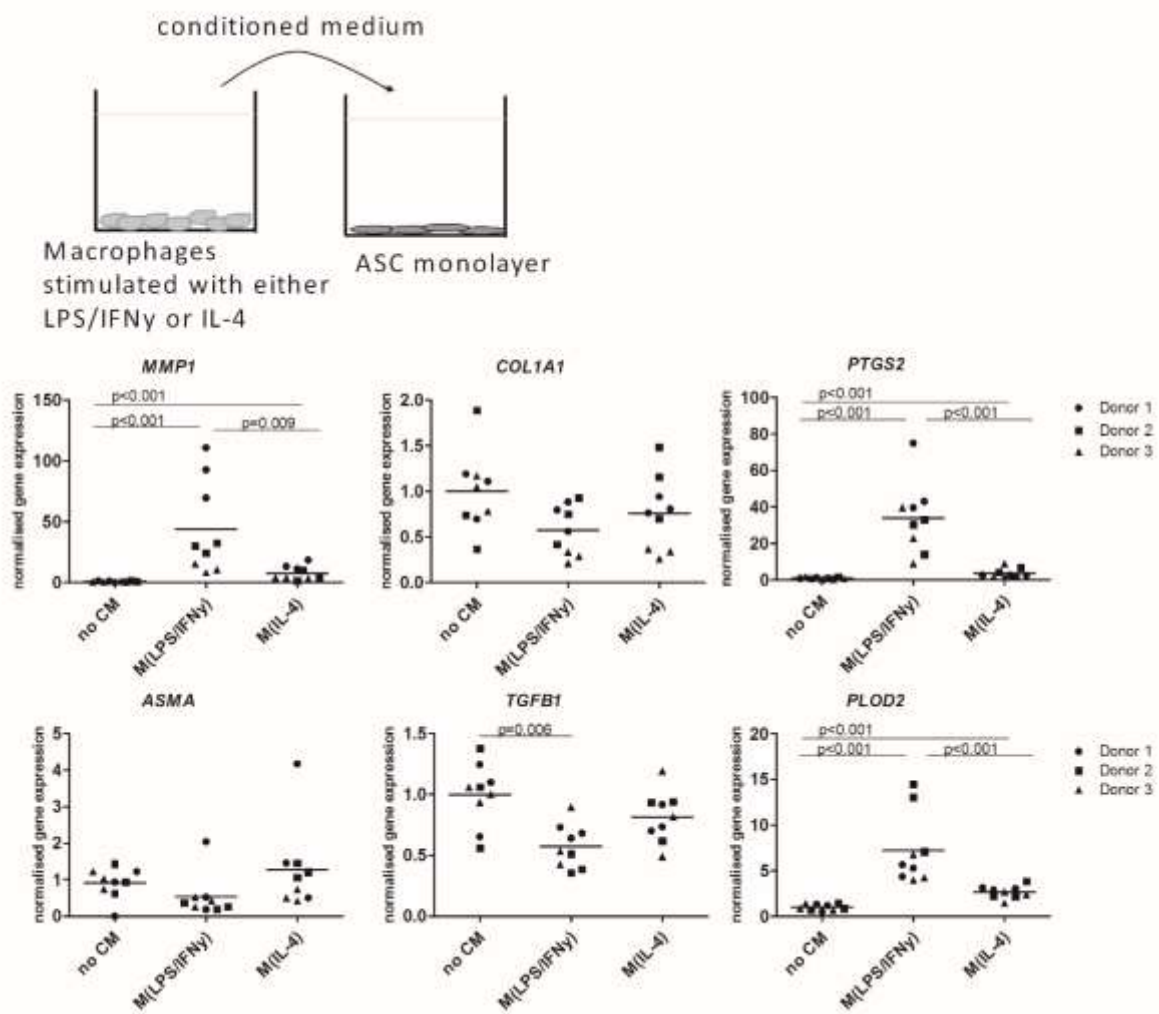 conditioned medium
Macrophages
stimulated with either
LPS/IFNy or IL-4
ASC monolayer
MMP1
normalised gene expression
150
100
50
0
p<0.001
p<0.001
p=0.009
no CM
M(LPS/IFNy)
M(IL-4)
COL1A1
normalised gene expression
2.0
1.5
1.0
0.5
0.0
no CM
M(LPS/IFNy)
M(IL-4)
PTGS2
normalised gene expression
100
80
60
40
20
0
p<0.001
p<0.001
p<0.001
no CM
M(LPS/IFNy)
M(IL-4)
Donor 1
Donor 2
Donor 3
ASMA
normalised gene expression
5
4
3
2
1
0
no CM
M(LPS/IFNy)
M(IL-4)
TGFB1
normalised gene expression
1.5
1.0
0.5
0.0
p=0.006
no CM
M(LPS/IFNy)
M(IL-4)
PLOD2
normalised gene expression
20
15
10
5
0
p<0.001
p<0.001
p<0.001
no CM
M(LPS/IFNy)
M(IL-4)
Donor 1
Donor 2
Donor 3